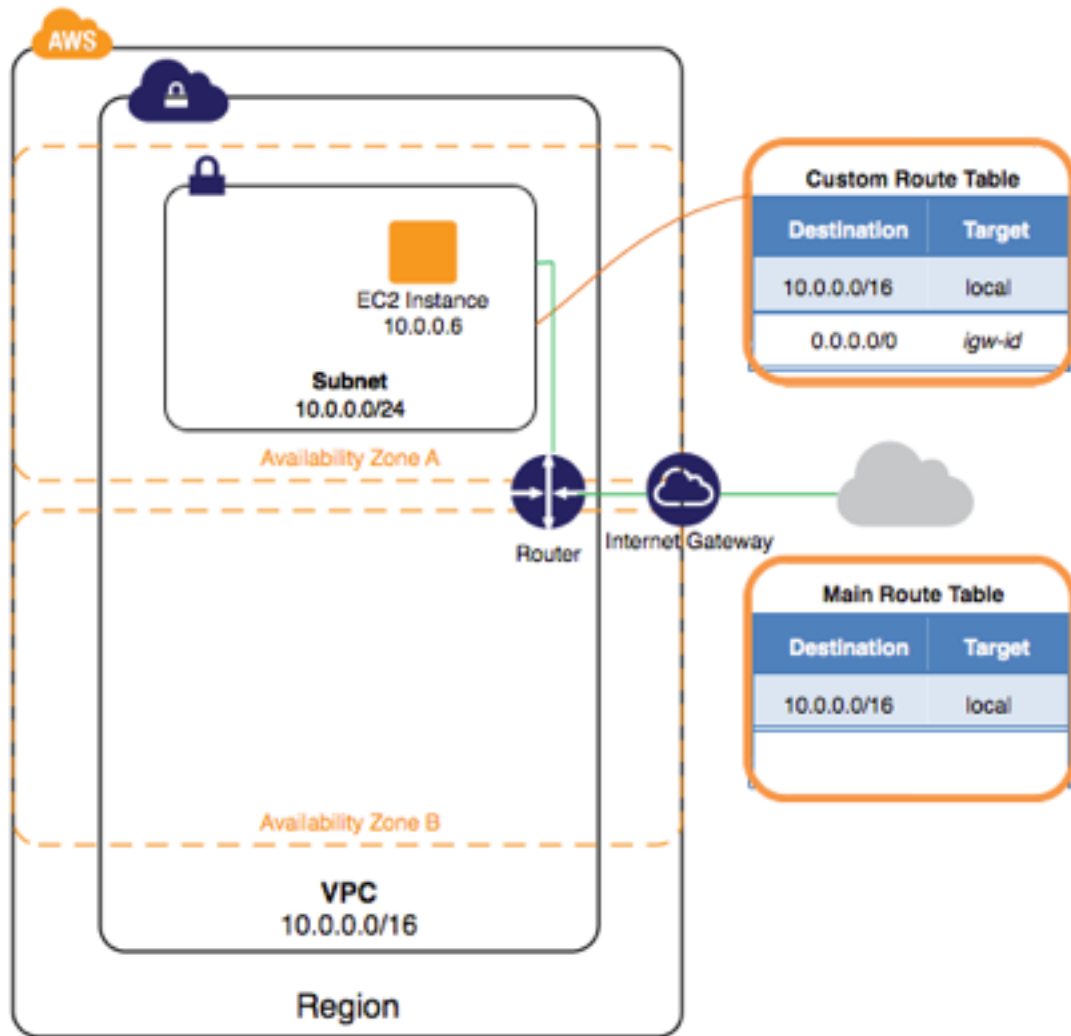 AWS
Custom Route Table
Destination Target
10.0.0.0/16 local
0.0.0.0/0 igw-id
EC2 Instance
10.0.0.6
Subnet
10.0.0.0/24
Availability Zone A
Router
Internet Gateway
Main Route Table
Destination Target
10.0.0.0/16 local
Availability Zone B
VPC
10.0.0.0/16
Region